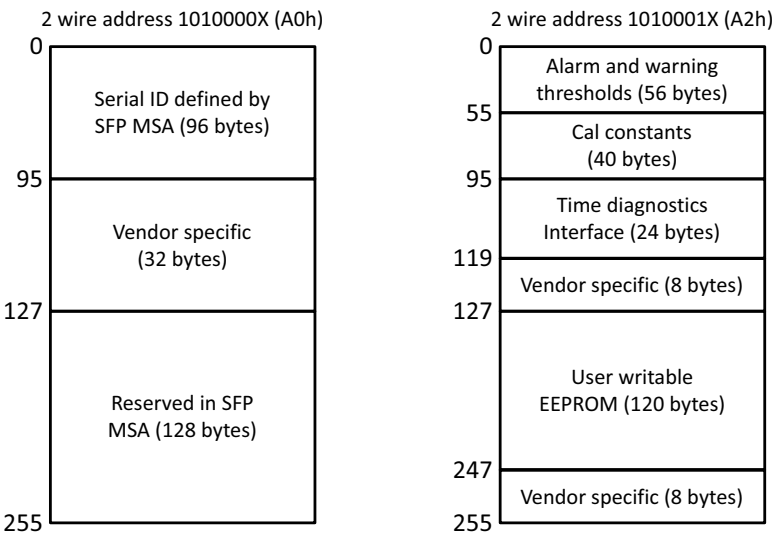 2 wire address 1010000X (A0h)
0
Serial ID defined by
SFP MSA (96 bytes)
95
Vendor specific
(32 bytes)
127
Reserved in SFP
MSA (128 bytes)
255
2 wire address 1010001X (A2h)
0
Alarm and warning
thresholds (56 bytes)
55
Cal constants
(40 bytes)
95
Time diagnostics
Interface (24 bytes)
119
Vendor specific (8 bytes)
127
User writable
EEPROM (120 bytes)
247
Vendor specific (8 bytes)
255